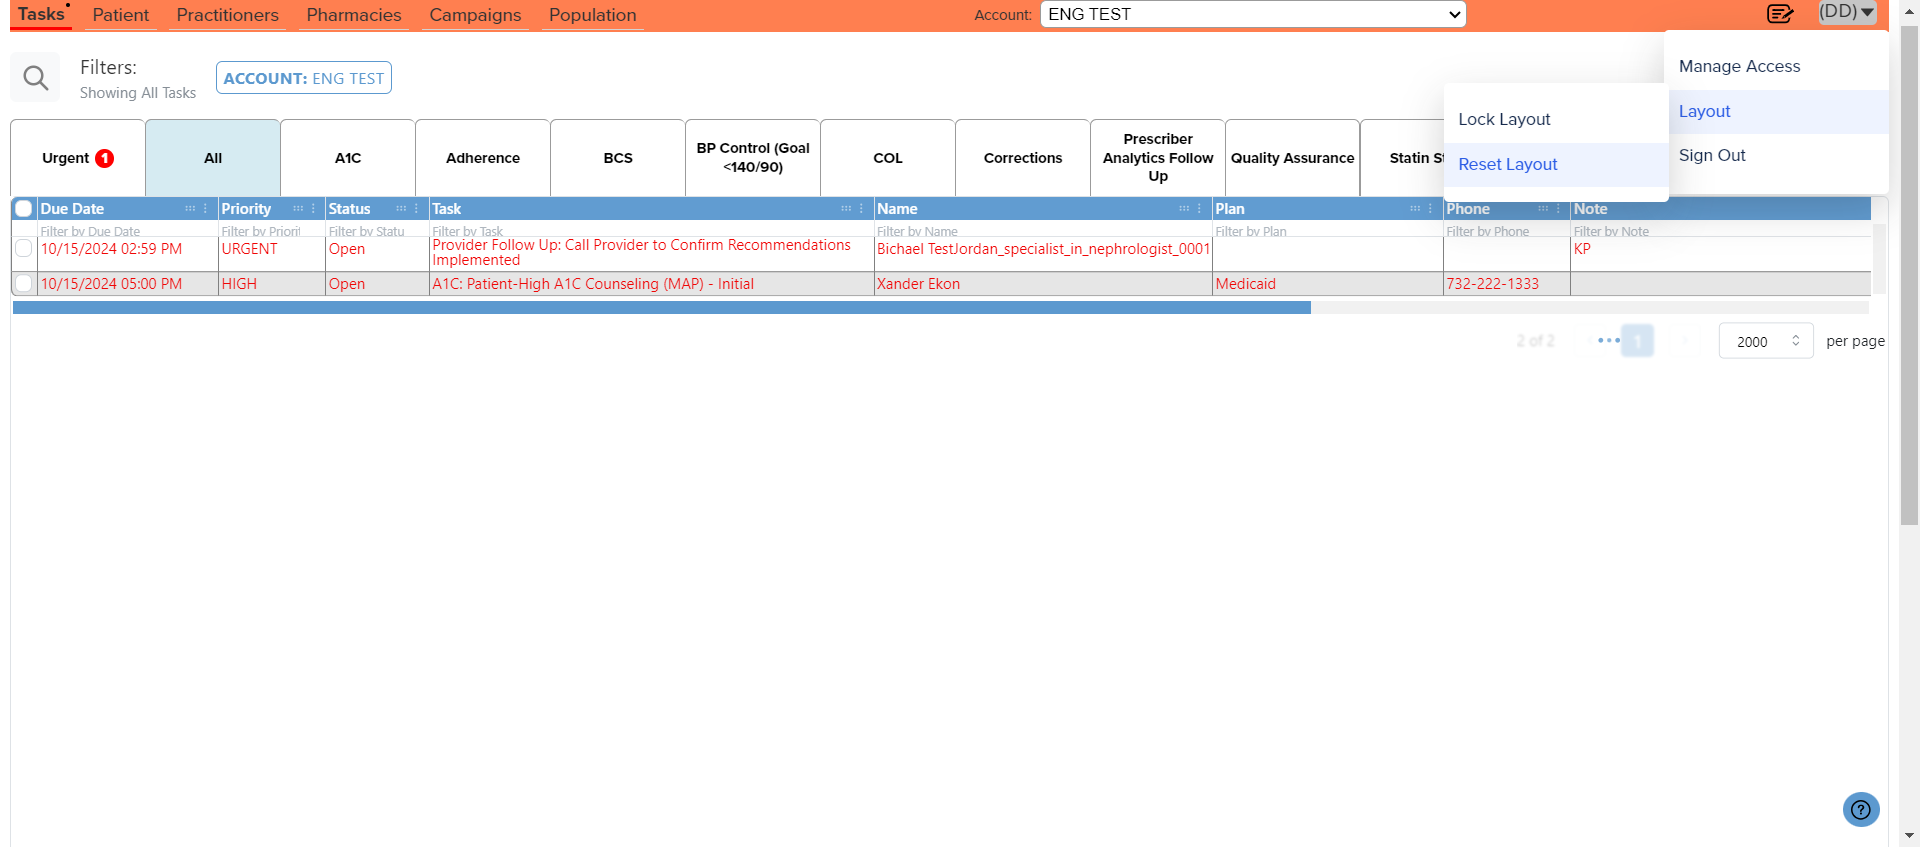 Tasks Patient Practitioners Pharmacies Campaigns Population Account: ENG TEST (DD)
Filters:
Showing All Tasks
ACCOUNT: ENG TEST
Manage Access
Layout
Sign Out
Lock Layout
Reset Layout
Urgent 1
All
A1C
Adherence
BCS
BP Control (Goal
<140/90)
COL
Corrections
Prescriber
Analytics Follow
Up
Quality Assurance
Statin St
Due Date Priority Status Task Name Plan Phone Note
Filter by Due Date Filter by Priorit Filter by Statu Filter by Task Filter by Name Filter by Plan Filter by Phone Filter by Note
10/15/2024 02:59 PM URGENT Open Provider Follow Up: Call Provider to Confirm Recommendations
Implemented
Bichael TestJordan_specialist_in_nephrologist_0001 KP
10/15/2024 05:00 PM HIGH Open A1C: Patient-High A1C Counseling (MAP) - Initial Xander Ekon Medicaid 732-222-1333
2 of 2 1 2000 per page